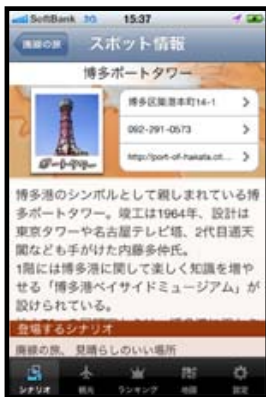 SoftBank 3G 15:37
廃線の旅 スポット情報
博多ポートタワー
博多区築港本町14-1
092-291-0573
http://port-of-hakata.cit...
ポートタワー
博多港のシンボルとして親しまれている博
多ポートタワー。竣工は1964年、設計は
東京タワーや名古屋テレビ塔、2代目通天
閣なども手がけた内藤多仲氏。
1階には博多港に関して楽しく知識を増や
せる「博多港ベイサイドミュージアム」が
設けられている。
登場するシナリオ
廃線の旅、見晴らしのいい場所
シナリオ 観光 ランキング 地図 設定